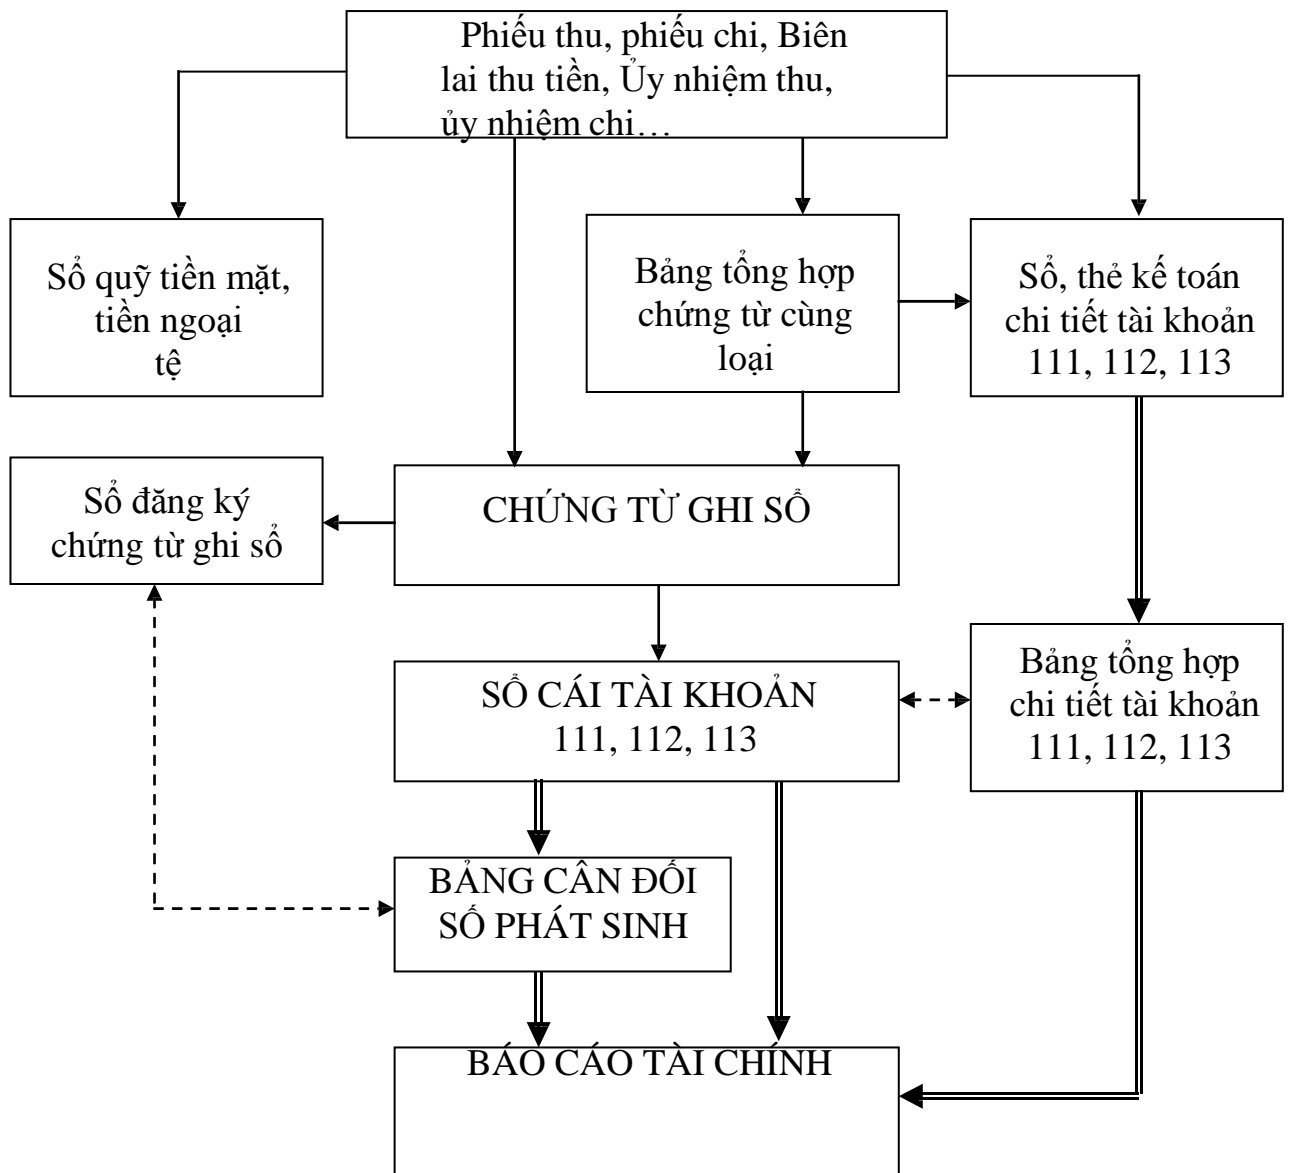 Phiếu thu, phiếu chi, Biên
lai thu tiền, Ủy nhiệm thu,
ủy nhiệm chi…
Sổ quỹ tiền mặt,
tiền ngoại
tệ
Bảng tổng hợp
chứng từ cùng
loại
Sổ, thẻ kế toán
chi tiết tài khoản
111, 112, 113
Sổ đăng ký
chứng từ ghi sổ
CHỨNG TỪ GHI SỔ
SỔ CÁI TÀI KHOẢN
111, 112, 113
Bảng tổng hợp
chi tiết tài khoản
111, 112, 113
BẢNG CÂN ĐỐI
SỐ PHÁT SINH
BÁO CÁO TÀI CHÍNH